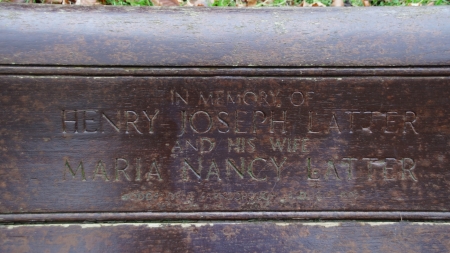 IN MEMORY OF
HENRY JOSEPH LATTER
AND HIS WIFE
MARIA NANCY LATTER